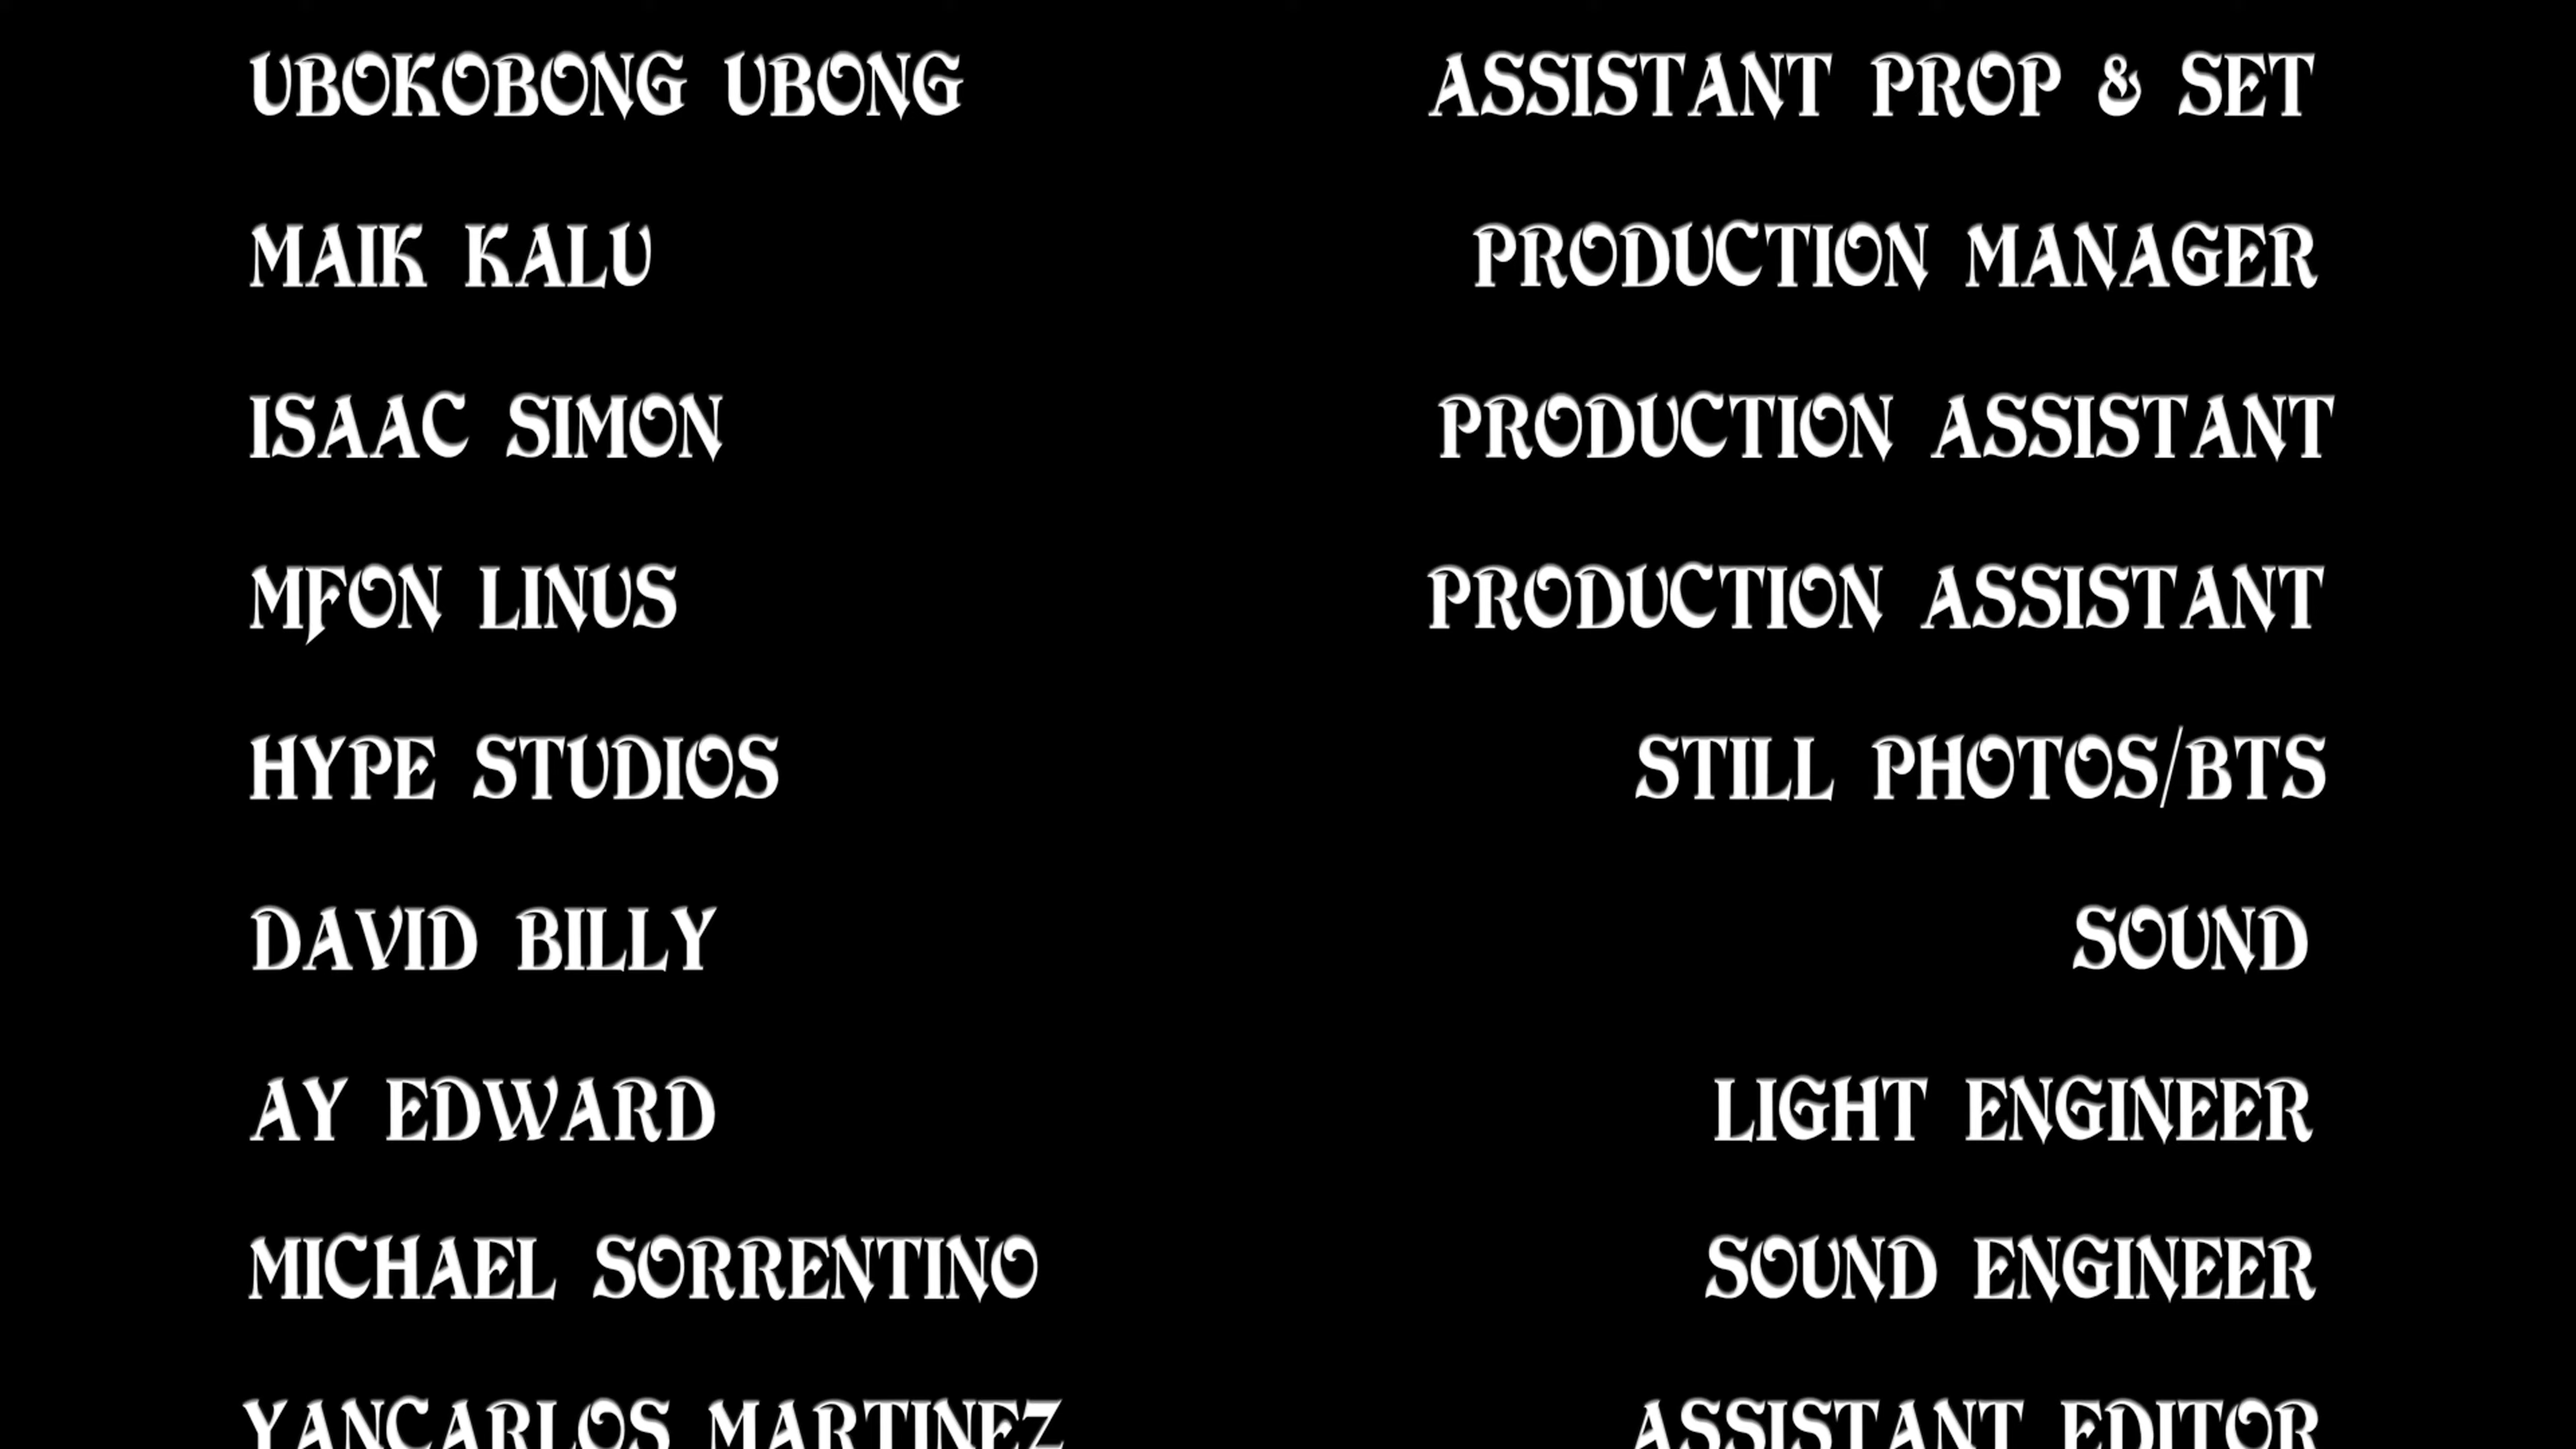 UBOKOBONG UBONG ASSISTANT PROP & SET
MAIK KALU PRODUCTION MANAGER
ISAAC SIMON PRODUCTION ASSISTANT
MFON LINUS PRODUCTION ASSISTANT
HYPE STUDIOS STILL PHOTOS/BTS
DAVID BILLY SOUND
AY EDWARD LIGHT ENGINEER
MICHAEL SORRENTINO SOUND ENGINEER
YANCARLOS MARTINEZ ASSISTANT EDITOR